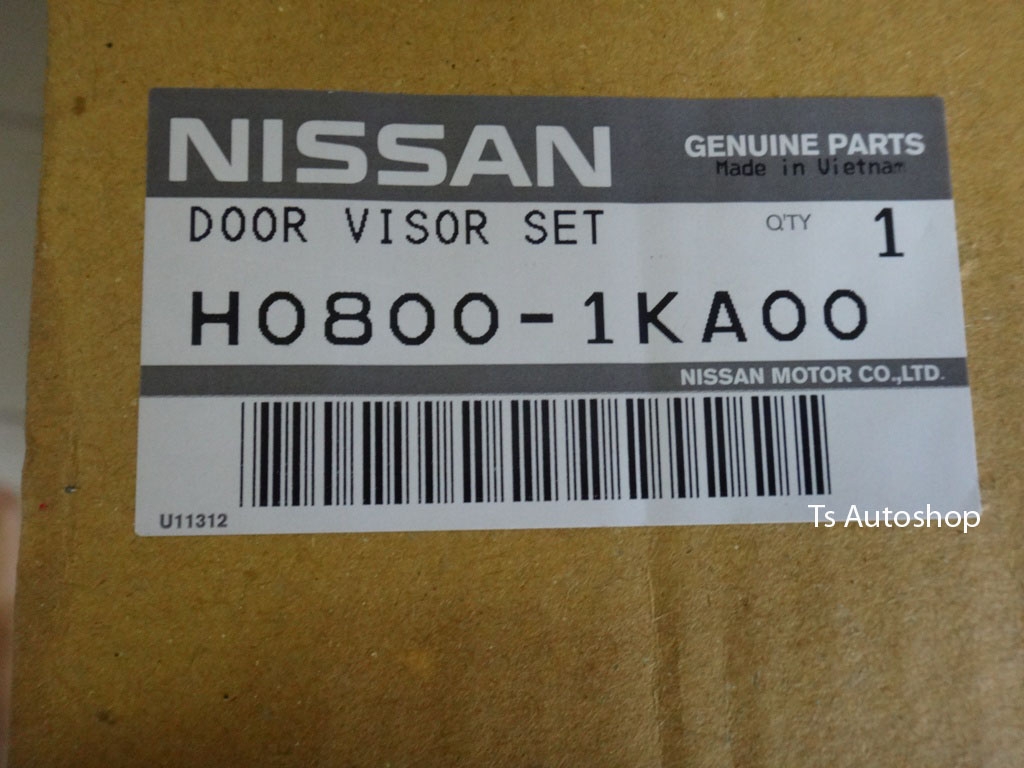 NISSAN
GENUINE PARTS
Made in Vietnam
DOOR VISOR SET
Q'TY 1
H0800-1KA00
NISSAN MOTOR CO.,LTD.
U11312
Ts Autoshop